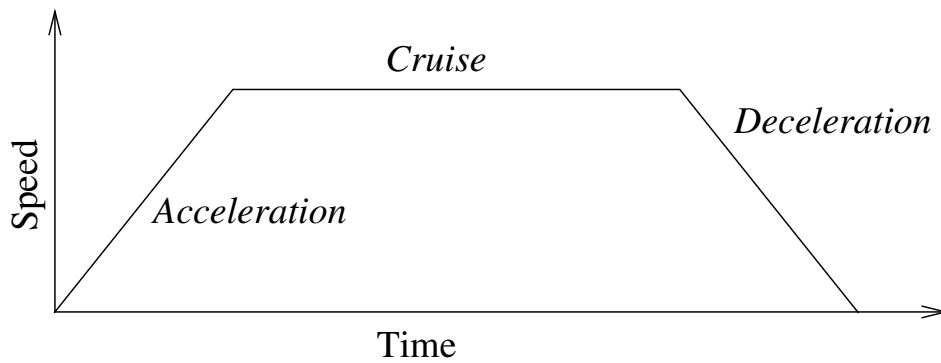 Cruise
Deceleration
Acceleration
Speed
Time